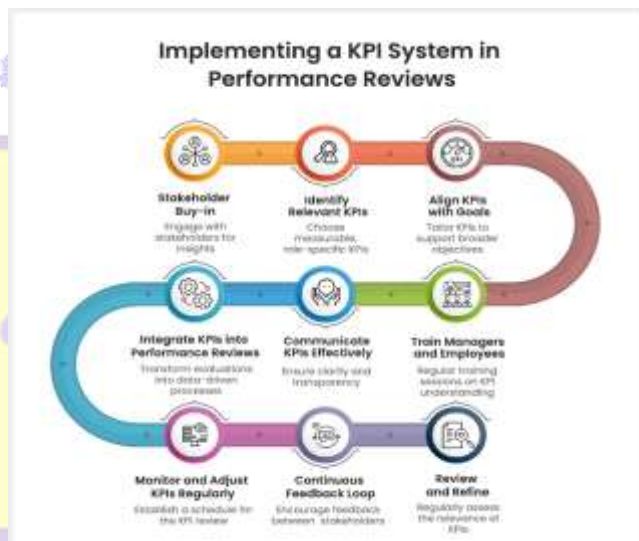 Implementing a KPI System in
Performance Reviews
Stakeholder
Buy-in
Engage with
stakeholders for
insights
Identify
Relevant KPIs
Choose
measurable,
role-specific KPIs
Align KPIs
with Goals
Tailor KPIs to
support broader
objectives
Integrate KPIs into
Performance Reviews
Transform evaluations
into data-driven
processes
Communicate
KPIs Effectively
Ensure clarity and
transparency
Train Managers
and Employees
Regular training
sessions on KPI
understanding
Monitor and Adjust
KPIs Regularly
Establish a schedule for
the KPI review
Continuous
Feedback Loop
Encourage feedback
between stakeholders
Review
and Refine
Regularly assess
the relevance of
KPIs